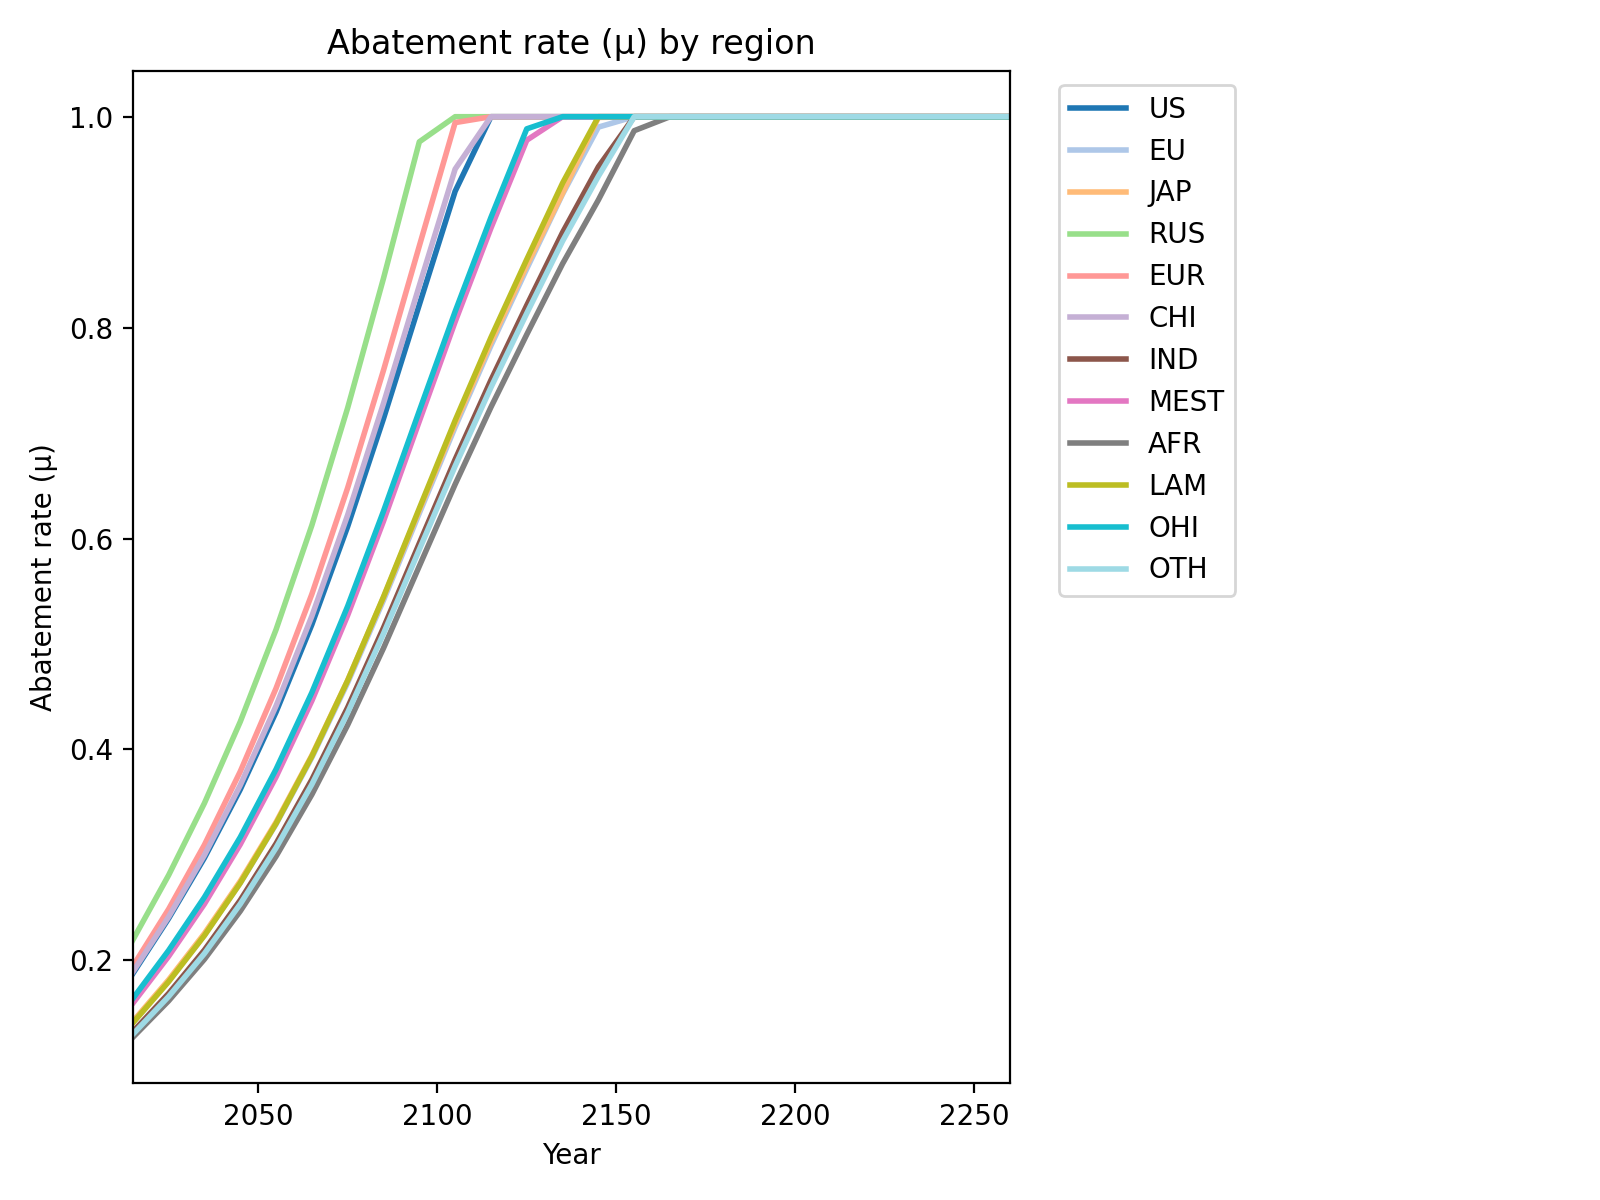 Abatement rate (μ) by region
Abatement rate (μ)
1.0
0.8
0.6
0.4
0.2
2050
2100
2150
2200
2250
Year
US
EU
JAP
RUS
EUR
CHI
IND
MEST
AFR
LAM
OHI
OTH